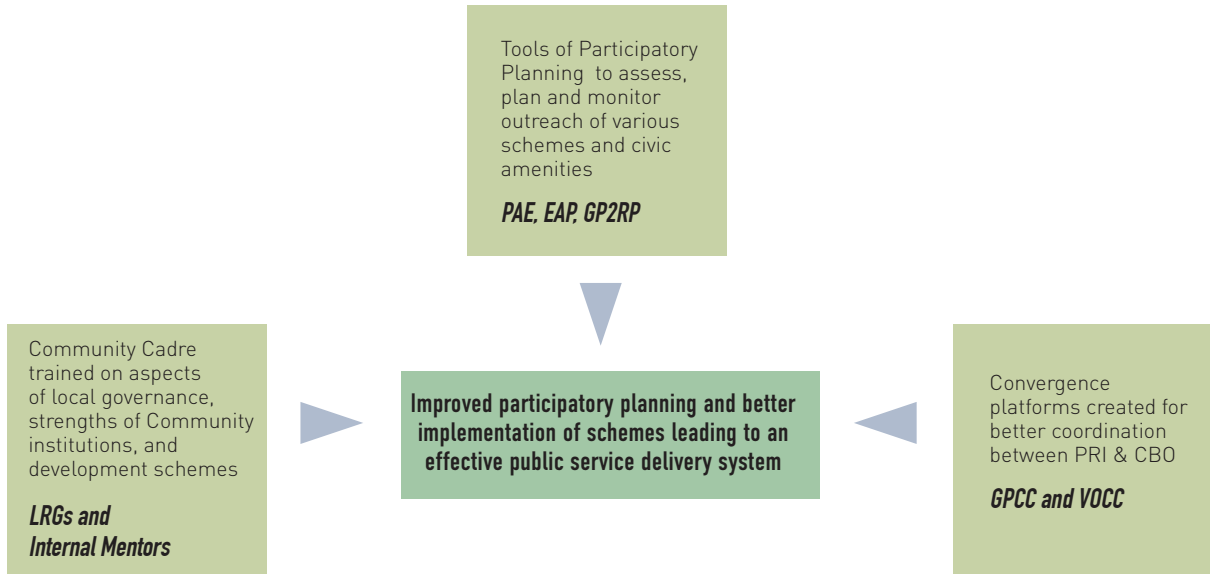 Tools of Participatory
Planning to assess,
plan and monitor
outreach of various
schemes and civic
amenities
PAE, EAP, GP2RP
Community Cadre
trained on aspects
of local governance,
strengths of Community
institutions, and
development schemes
LRGs and
Internal Mentors
Improved participatory planning and better
implementation of schemes leading to an
effective public service delivery system
Convergence
platforms created for
better coordination
between PRI & CBO
GPCC and VOCC